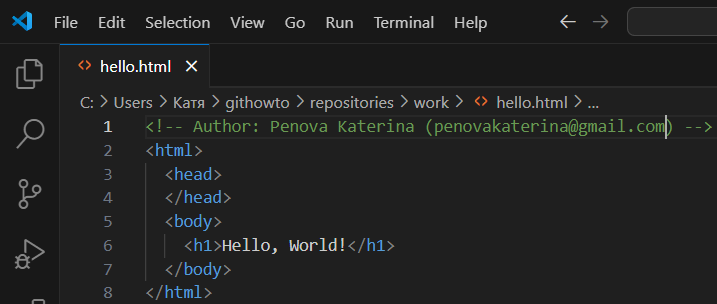 File Edit Selection View Go Run Terminal Help
hello.html
C: > Users > Катя > githowto > repositories > work > <> hello.html > ...
1 <!-- Author: Penova Katerina (penovakaterina@gmail.com) -->
2 <html>
3 <head>
4 </head>
5 <body>
6 <h1>Hello, World!</h1>
7 </body>
8 </html>